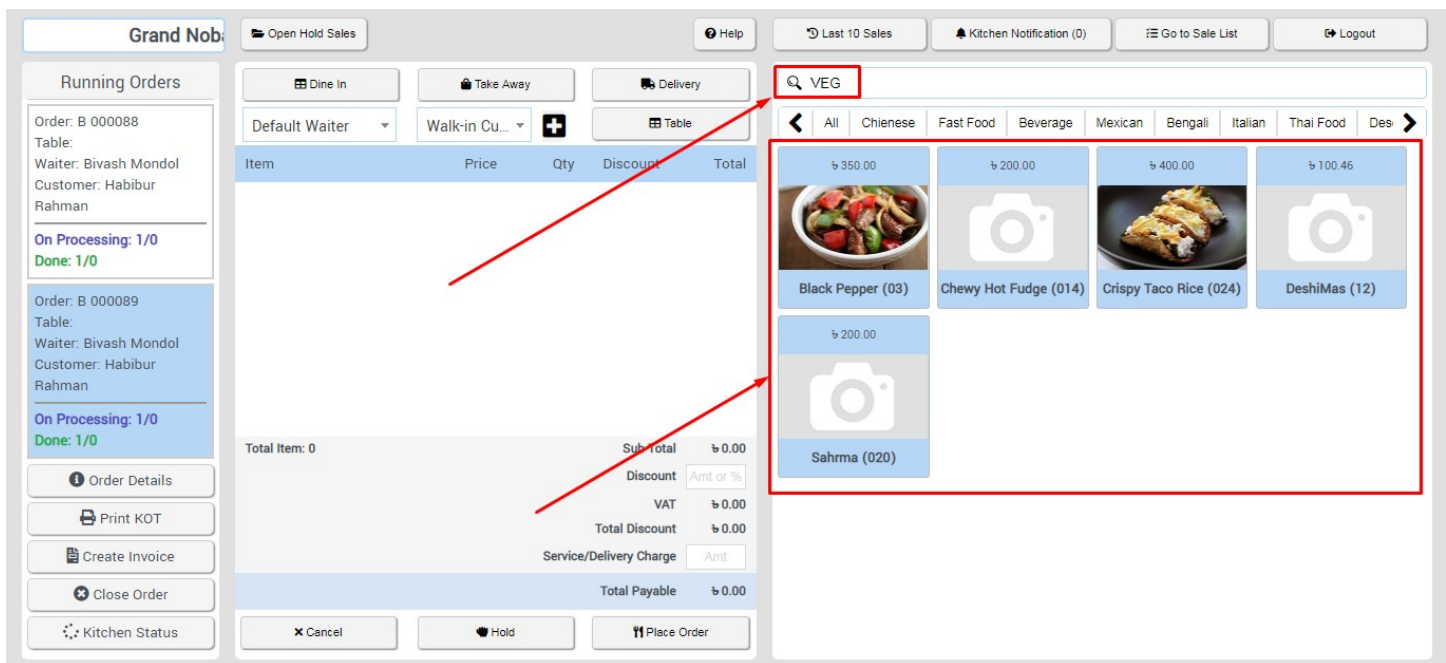 Grand Nob
Open Hold Sales
Help
Last 10 Sales
Kitchen Notification (0)
Go to Sale List
Logout
Running Orders
Order: B 000088
Table:
Waiter: Bivash Mondol
Customer: Habibur
Rahman
On Processing: 1/0
Done: 1/0
Order: B 000089
Table:
Waiter: Bivash Mondol
Customer: Habibur
Rahman
On Processing: 1/0
Done: 1/0
Order Details
Print KOT
Create Invoice
Close Order
Kitchen Status
Dine In
Take Away
Delivery
Default Waiter
Walk-in Cu...
Table
Item Price Qty Discount Total
Total Item: 0
Sub Total ৳ 0.00
Discount Amt or %
VAT ৳ 0.00
Total Discount ৳ 0.00
Service/Delivery Charge Amt
Total Payable ৳ 0.00
Cancel
Hold
Place Order
VEG
All Chienese Fast Food Beverage Mexican Bengali Italian Thai Food Des
৳ 350.00
Black Pepper (03)
৳ 200.00
Chewy Hot Fudge (014)
৳ 400.00
Crispy Taco Rice (024)
৳ 100.46
DeshiMas (12)
৳ 200.00
Sahrma (020)